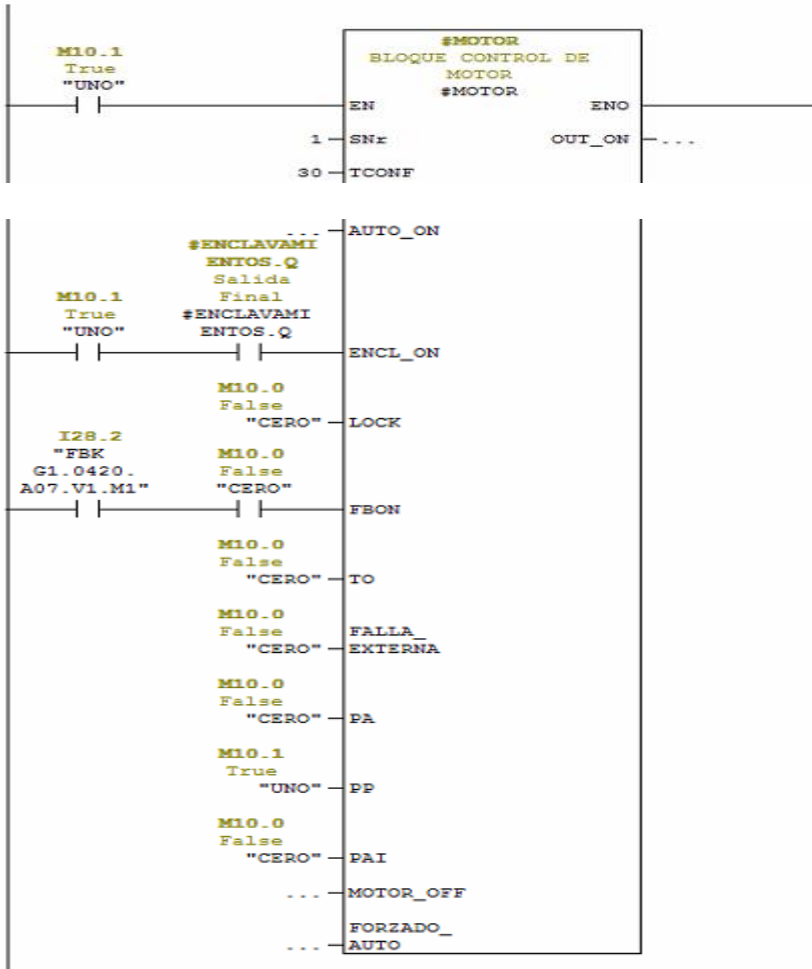 #MOTOR
BLOQUE CONTROL DE
MOTOR
#MOTOR
M10.1
True
"UNO"
EN
ENO
1
SNr
OUT_ON
...
30
TCONF
...
AUTO_ON
#ENCLAVAMI
ENTOS.Q
Salida
Final
#ENCLAVAMI
ENTOS.Q
M10.1
True
"UNO"
ENCL_ON
M10.0
False
"CERO"
LOCK
I28.2
"FBK
G1.0420.
A07.V1.M1"
M10.0
False
"CERO"
FBON
M10.0
False
"CERO"
TO
M10.0
False
"CERO"
FALLA_
EXTERNA
M10.0
False
"CERO"
PA
M10.1
True
"UNO"
PP
M10.0
False
"CERO"
PAI
...
MOTOR_OFF
...
FORZADO_
AUTO